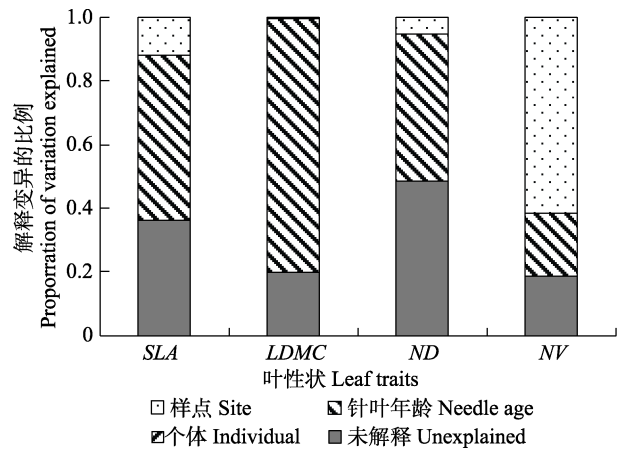 解释变异的比例
Proporration of variation explained
1.0
0.8
0.6
0.4
0.2
0
SLA LDMC ND NV
叶性状 Leaf traits
样点 Site 针叶年龄 Needle age
个体 Individual 未解释 Unexplained